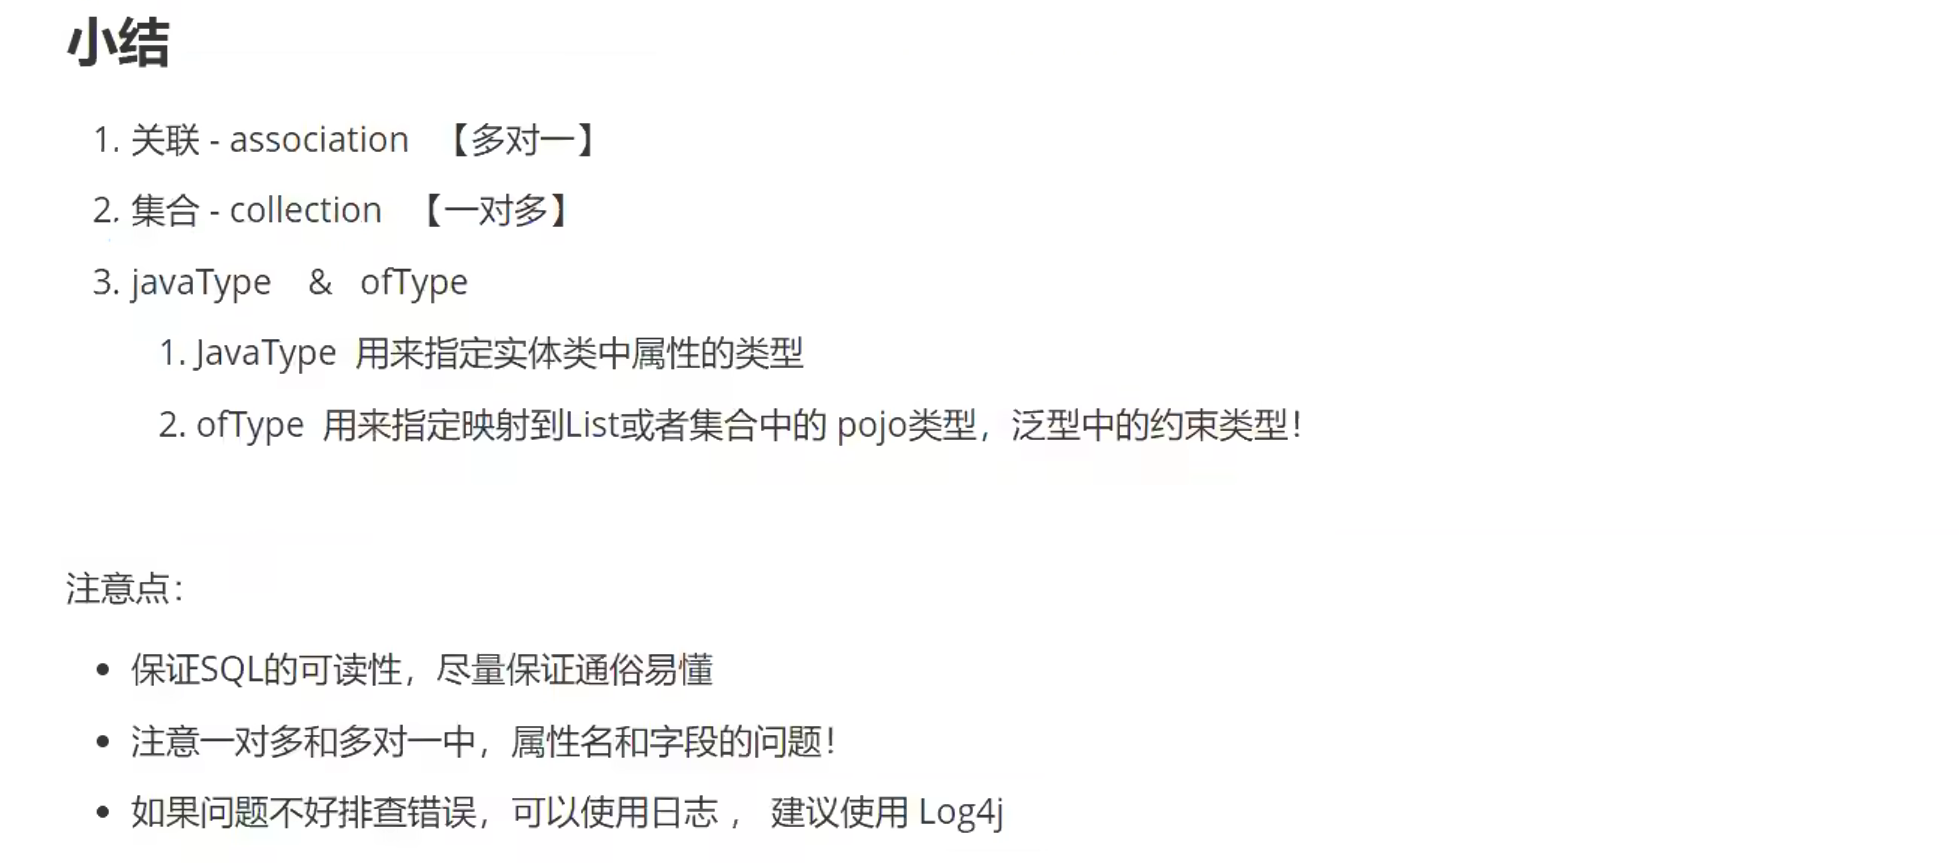 小结
1. 关联 - association 【多对一】
2. 集合 - collection 【一对多】
3. javaType & ofType
1. JavaType 用来指定实体类中属性的类型
2. ofType 用来指定映射到List或者集合中的 pojo类型，泛型中的约束类型！
注意点：
• 保证SQL的可读性，尽量保证通俗易懂
• 注意一对多和多对一中，属性名和字段的问题！
• 如果问题不好排查错误，可以使用日志 ， 建议使用 Log4j